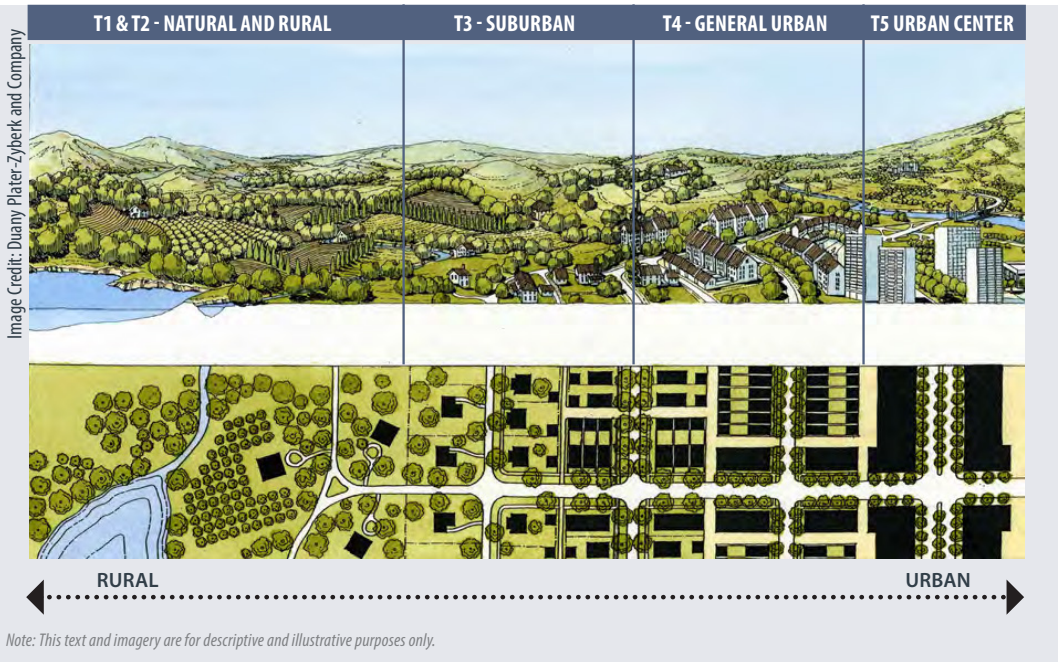 T1 & T2 - NATURAL AND RURAL
T3 - SUBURBAN
T4 - GENERAL URBAN
T5 URBAN CENTER
Image Credit: Duany Plater-Zyberk and Company
RURAL
URBAN
Note: This text and imagery are for descriptive and illustrative purposes only.